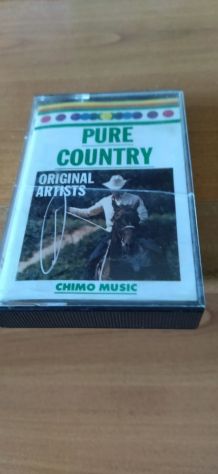 PURE
COUNTRY
ORIGINAL
ARTISTS
CHIMO MUSIC